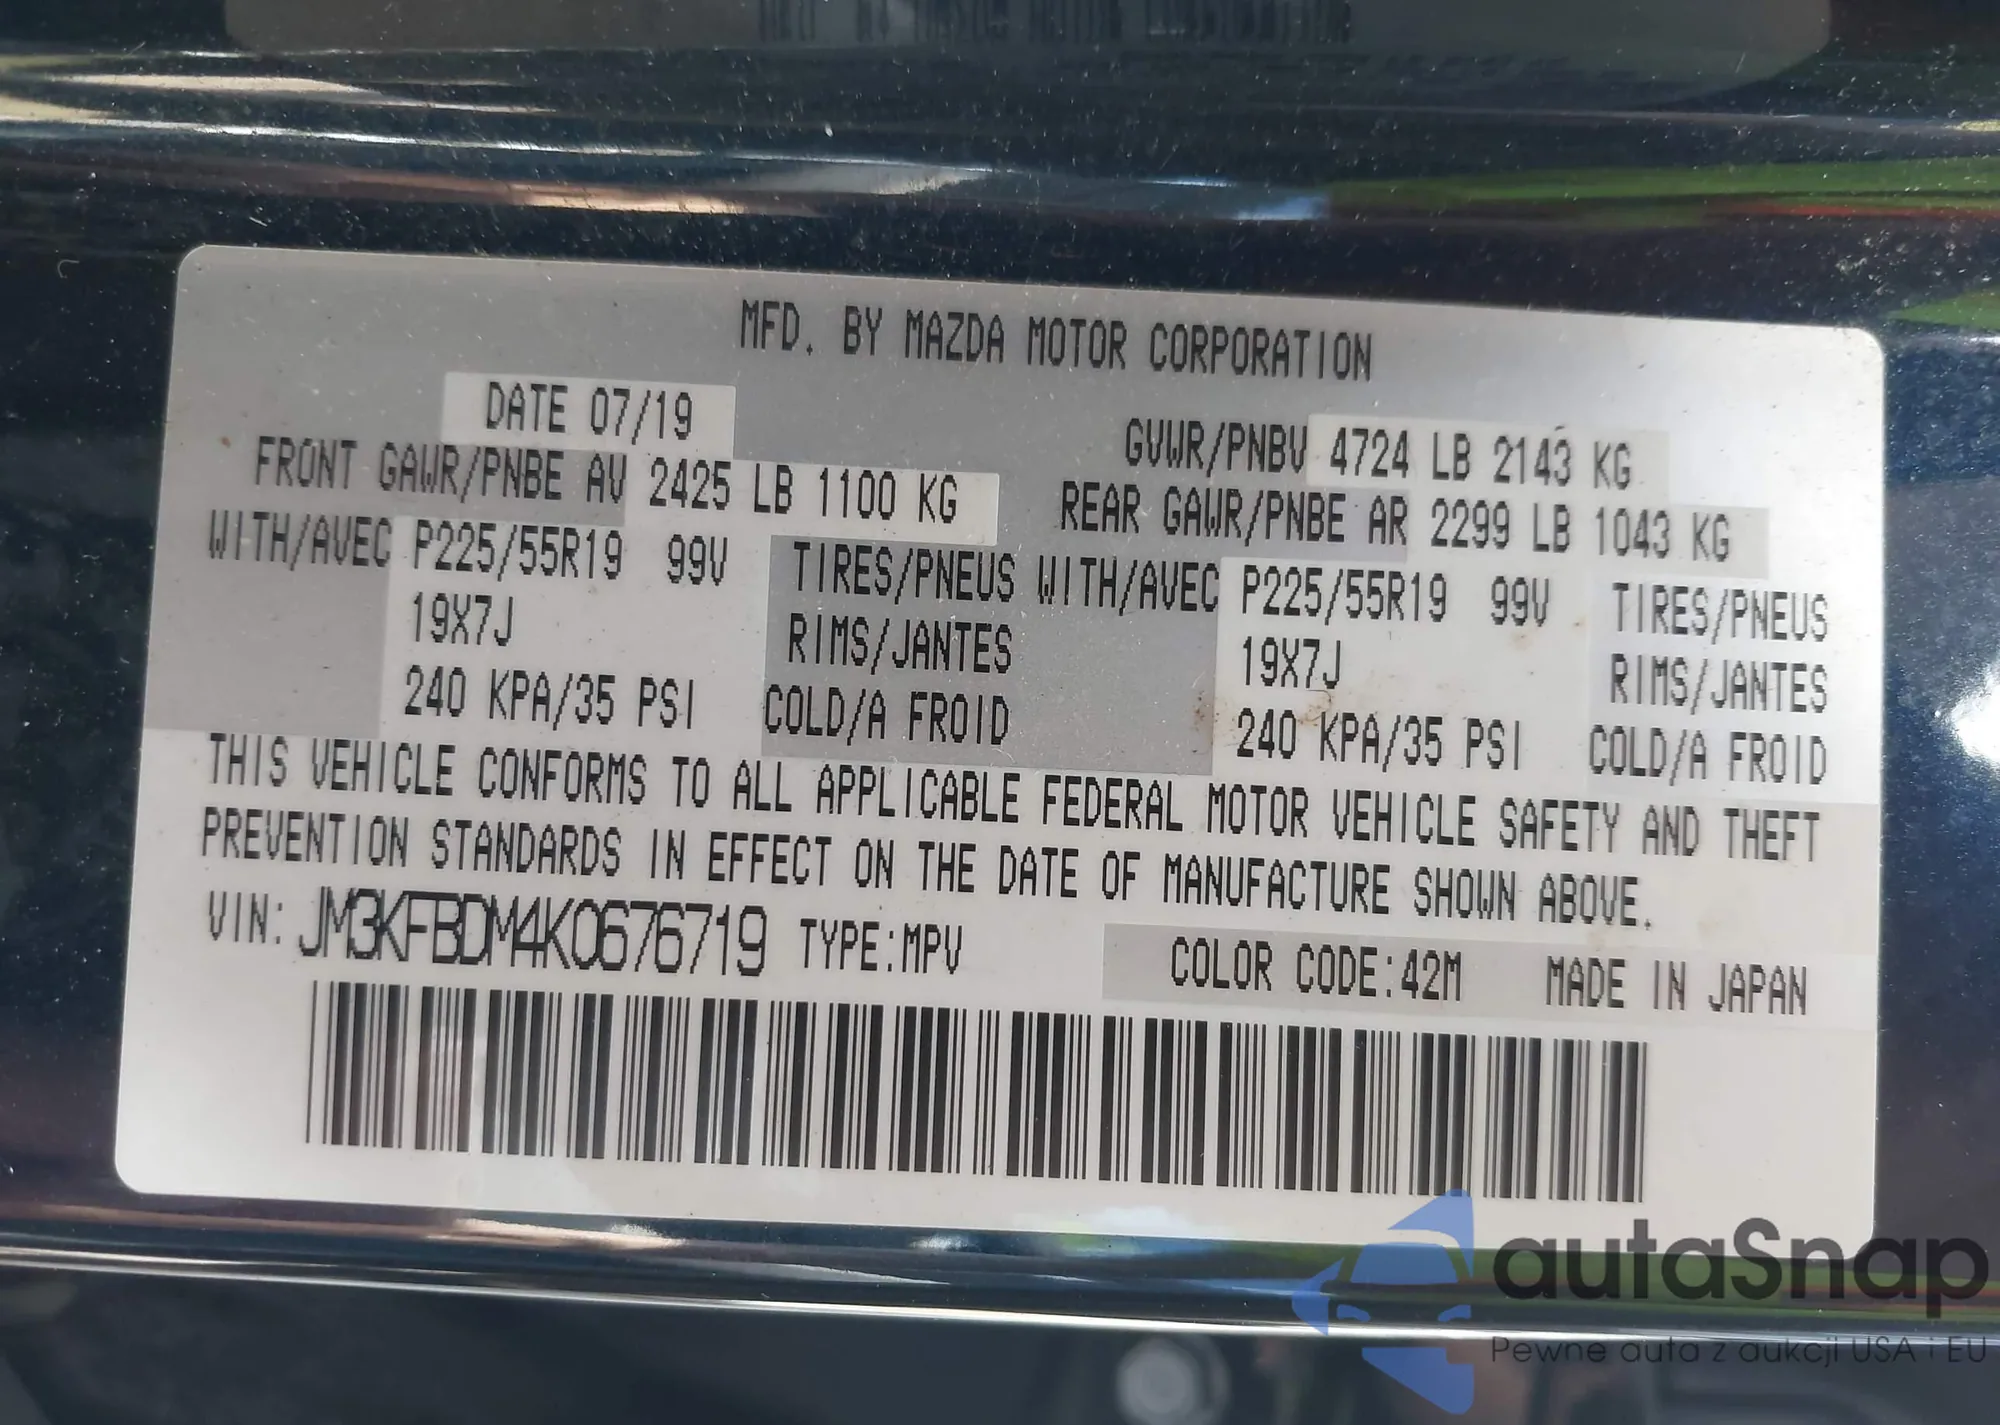 MFD. BY MAZDA MOTOR CORPORATION
DATE 07/19
GVWR/PNBV 4724 LB 2143 KG
FRONT GAWR/PNBE AV 2425 LB 1100 KG
REAR GAWR/PNBE AR 2299 LB 1043 KG
WITH/AVEC P225/55R19 99V TIRES/PNEUS WITH/AVEC P225/55R19 99V TIRES/PNEUS
19X7J RIMS/JANTES 19X7J RIMS/JANTES
240 KPA/35 PSI COLD/A FROID 240 KPA/35 PSI COLD/A FROID
THIS VEHICLE CONFORMS TO ALL APPLICABLE FEDERAL MOTOR VEHICLE SAFETY AND THEFT
PREVENTION STANDARDS IN EFFECT ON THE DATE OF MANUFACTURE SHOWN ABOVE.
VIN: JM3KFBDM4K0676719 TYPE:MPV COLOR CODE:42M MADE IN JAPAN
autaSnap
Pewne auta z aukcji USA i EU